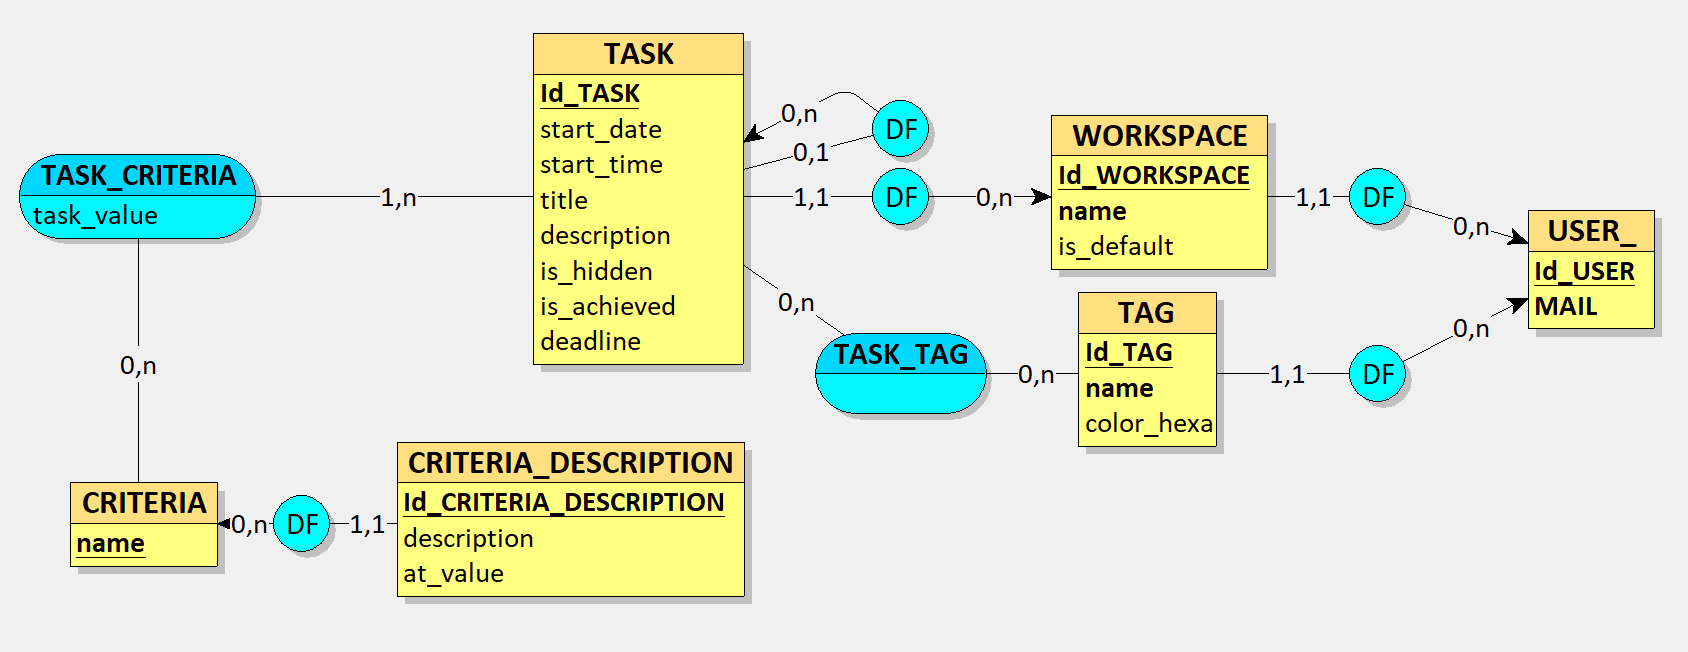 TASK
Id_TASK
start_date
start_time
title
description
is_hidden
is_achieved
deadline
0,n
DF
0,1
1,1
DF
0,n
WORKSPACE
Id_WORKSPACE
name
is_default
1,1
DF
0,n
USER_
Id_USER
MAIL
TASK_CRITERIA
task_value
1,n
0,n
0,n
TASK_TAG
0,n
TAG
Id_TAG
name
color_hexa
1,1
DF
0,n
CRITERIA
name
0,n
DF
1,1
CRITERIA_DESCRIPTION
Id_CRITERIA_DESCRIPTION
description
at_value